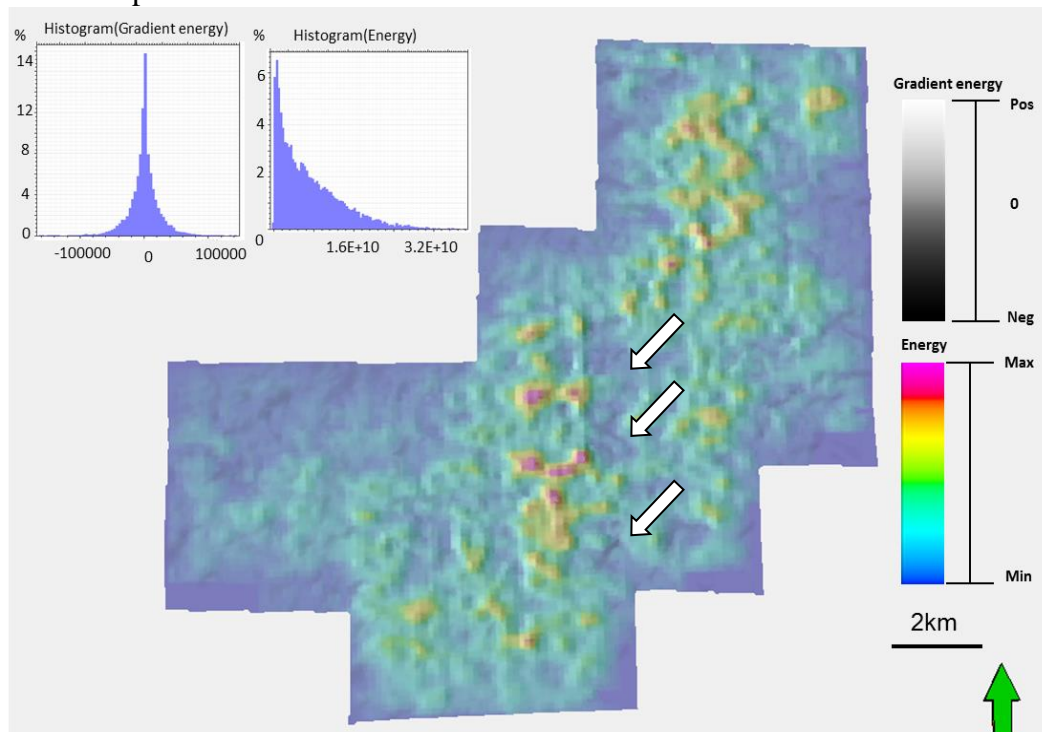 % Histogram(Gradient energy)
14
12
8
4
0
-100000 0 100000
% Histogram(Energy)
6
4
2
0
1.6E+10 3.2E+10
Gradient energy
Pos
0
Neg
Energy
Max
Min
2km